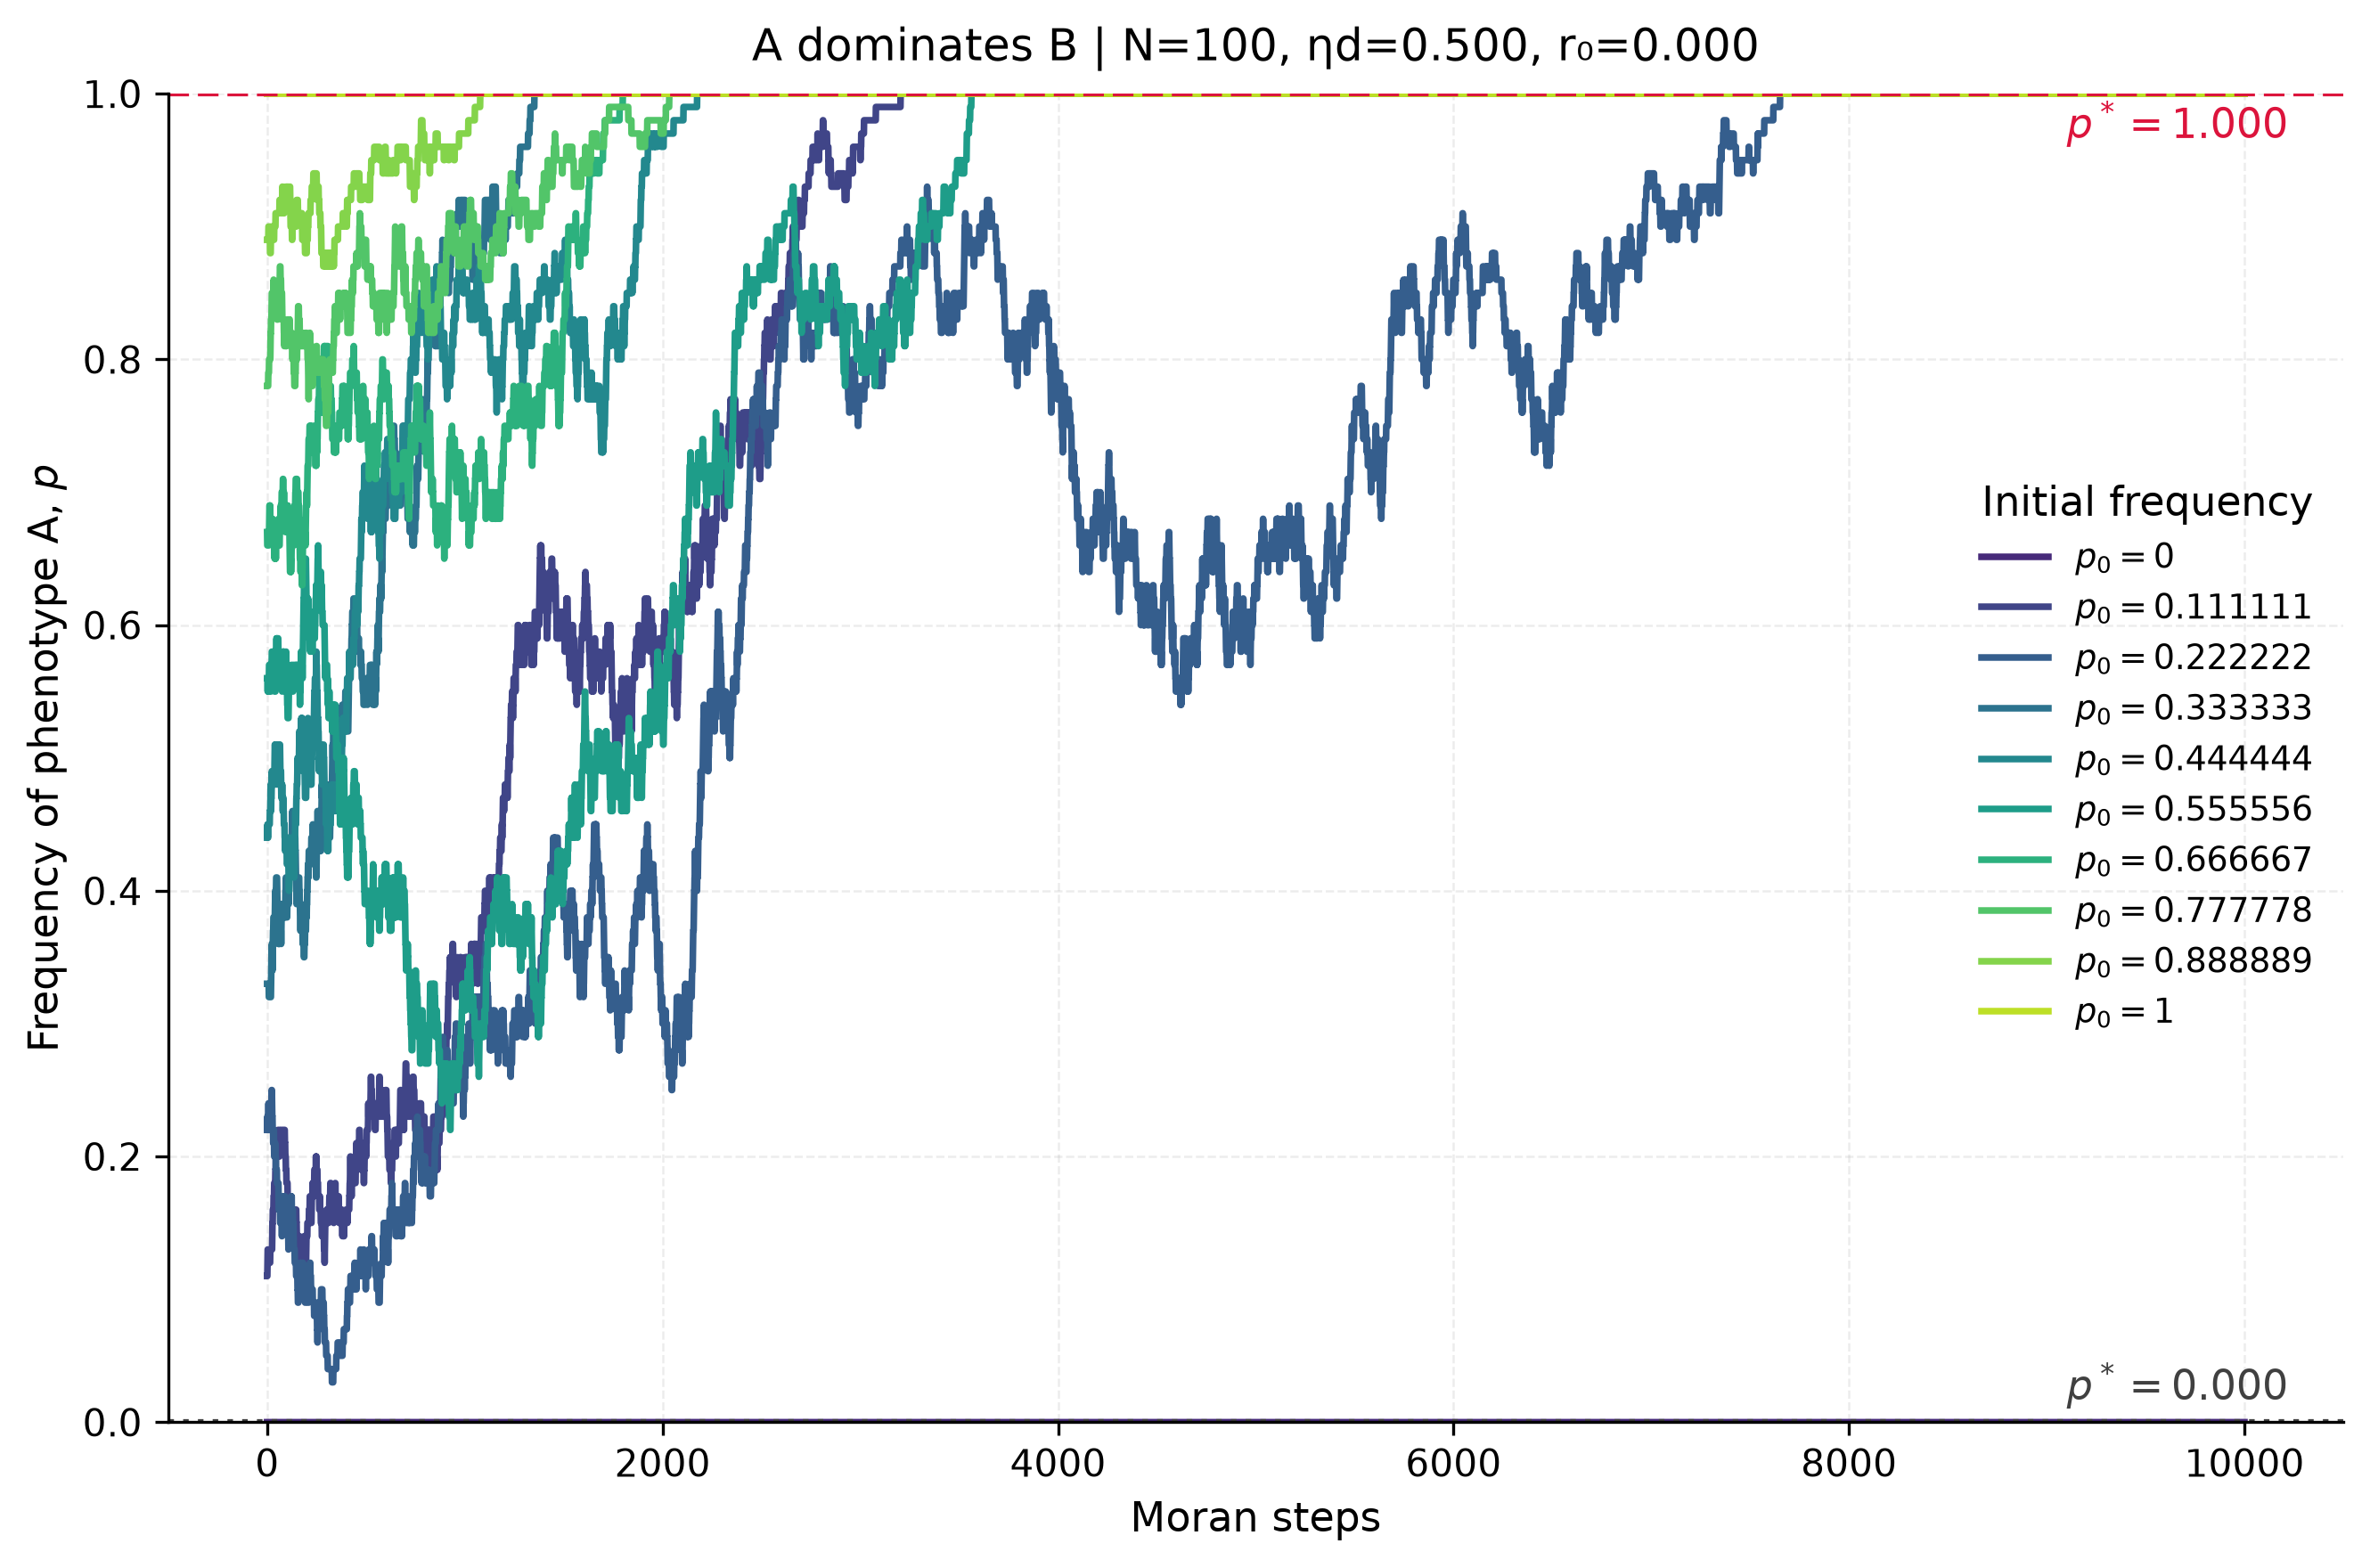 A dominates B | N=100, ηd=0.500, r₀=0.000
1.0
0.8
0.6
0.4
0.2
0.0
Frequency of phenotype A, p
p* = 1.000
Initial frequency
p₀ = 0
p₀ = 0.111111
p₀ = 0.222222
p₀ = 0.333333
p₀ = 0.444444
p₀ = 0.555556
p₀ = 0.666667
p₀ = 0.777778
p₀ = 0.888889
p₀ = 1
p* = 0.000
0 2000 4000 6000 8000 10000
Moran steps